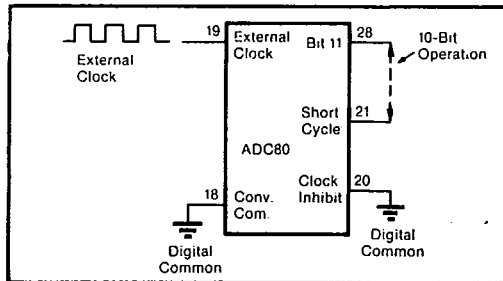 19
External
Clock
External
Clock
Bit 11
28
10-Bit
Operation
Short
Cycle
21
ADC80
Clock
Inhibit
20
18
Conv.
Com.
Digital
Common
Digital
Common